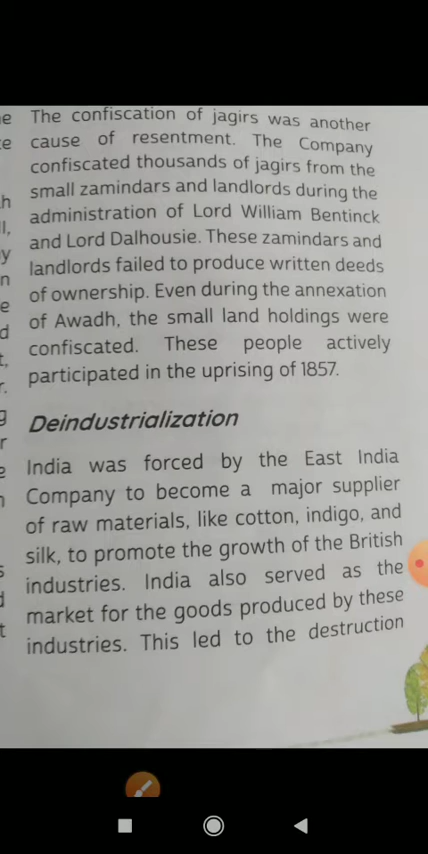 e The confiscation of jagirs was another
e cause of resentment. The Company
confiscated thousands of jagirs from the
h small zamindars and landlords during the
l, administration of Lord William Bentinck
y and Lord Dalhousie. These zamindars and
n landlords failed to produce written deeds
e of ownership. Even during the annexation
d of Awadh, the small land holdings were
t, confiscated. These people actively
r. participated in the uprising of 1857.
g Deindustrialization
r
e India was forced by the East India
Company to become a major supplier
of raw materials, like cotton, indigo, and
silk, to promote the growth of the British
s industries. India also served as the
d market for the goods produced by these
t industries. This led to the destruction